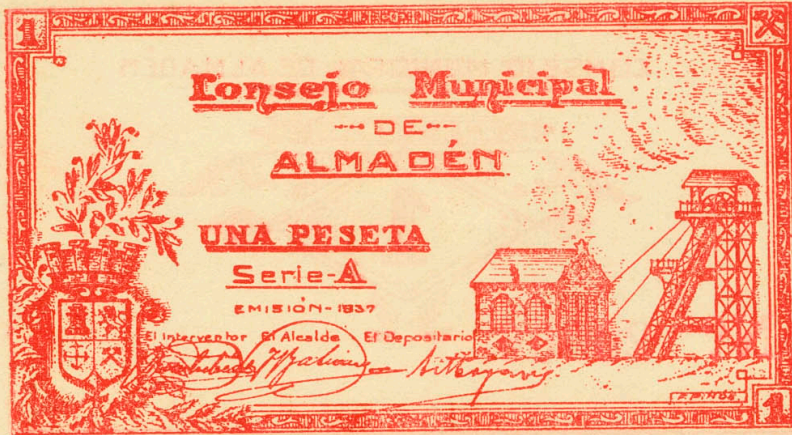 1
Consejo Municipal
DE
ALMADÉN
UNA PESETA
Serie-A
EMISIÓN-1937
El Interventor El Alcalde El Depositario
1